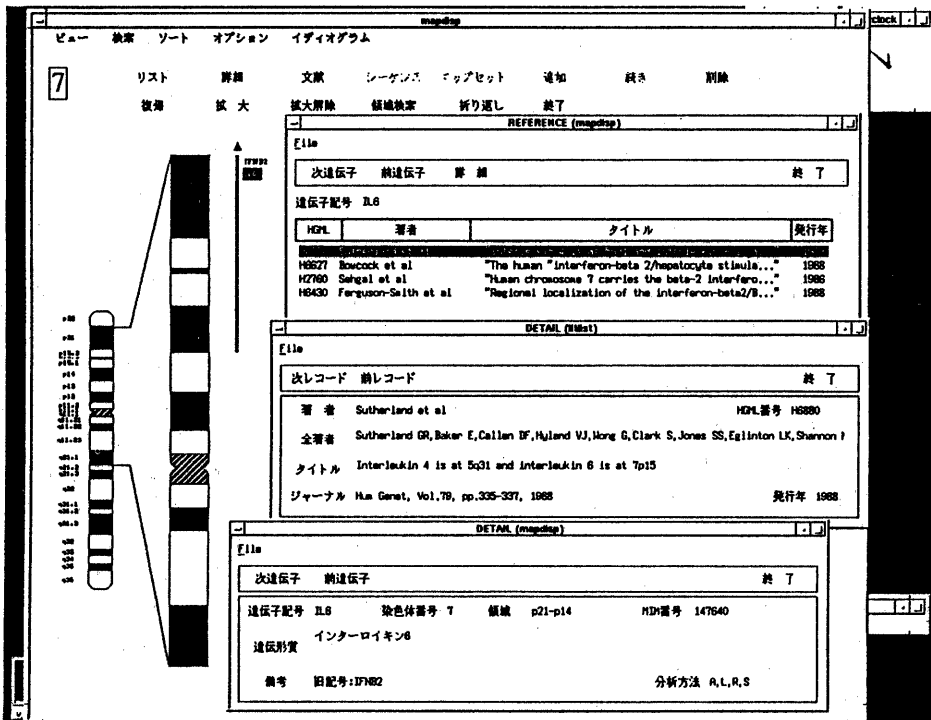 mapdisp
clock
ビュー 検索 ソート オプション イディオグラム
7
リスト 詳細 文献 シーケンス マップセット 追加 続き 削除
復帰 拡大 拡大解除 領域検索 折り返し 終了
IFNB2
REFERENCE (mapdisp)
File
次遺伝子 前遺伝子 詳細 終了
遺伝子記号 IL6
HGML 著者 タイトル 発行年
H6627 Bowcock et al "The human "interferon-beta 2/hepatocyte stimula..." 1988
H2760 Sehgal et al "Human chromosome 7 carries the beta-2 interfero..." 1986
H6430 Ferguson-Smith et al "Regional localization of the interferon-beta2/B..." 1988
DETAIL
File
次レコード 前レコード 終了
著者 Sutherland et al HGML番号 H6880
全著者 Sutherland GR,Baker E,Callen DF,Hyland VJ,Wong G,Clark S,Jones SS,Eglinton LK,Shannon
タイトル Interleukin 4 is at 5q31 and interleukin 6 is at 7p15
ジャーナル Hum Genet, Vol.79, pp.335-337, 1988 発行年 1988
DETAIL (mapdisp)
File
次遺伝子 前遺伝子 終了
遺伝子記号 IL6 染色体番号 7 領域 p21-p14 MIM番号 147640
遺伝形質 インターロイキン6
備考 旧記号:IFNB2 分析方法 A,L,R,S